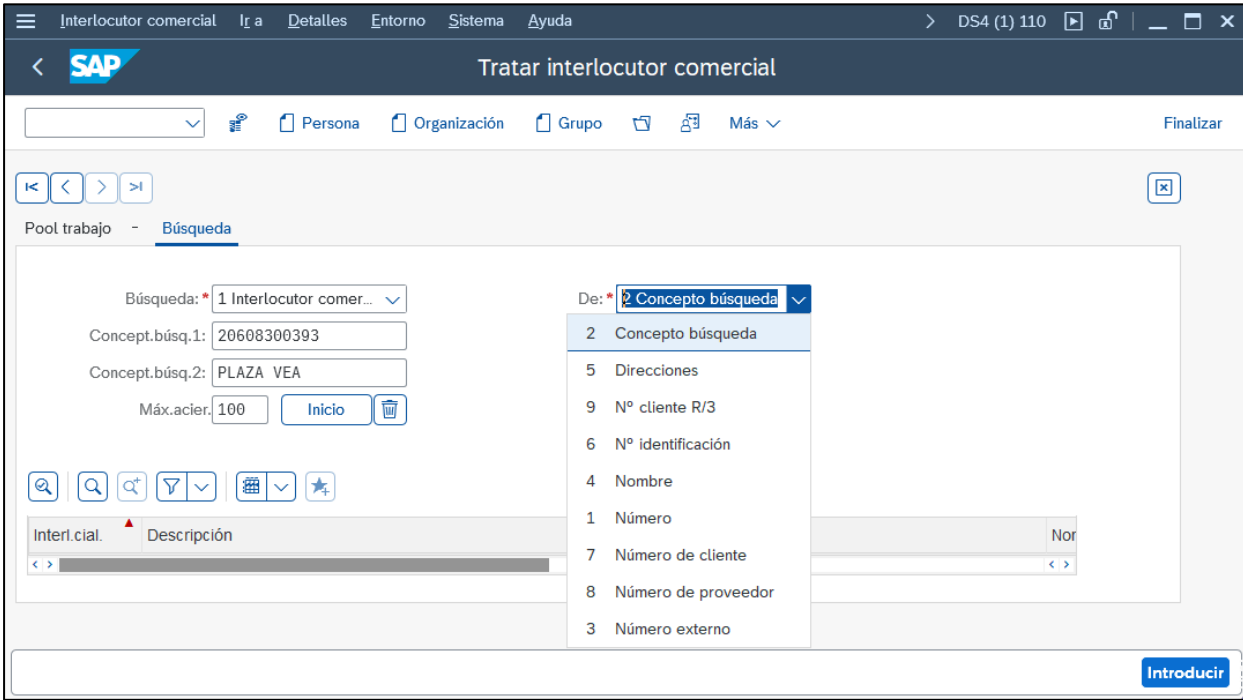 Interlocutor comercial Ir a Detalles Entorno Sistema Ayuda DS4 (1) 110
SAP Tratar interlocutor comercial
Persona Organización Grupo Más Finalizar
Pool trabajo - Búsqueda
Búsqueda: * 1 Interlocutor comer... De: * 2 Concepto búsqueda
Concept.búsq.1: 20608300393
Concept.búsq.2: PLAZA VEA
Máx.acier. 100 Inicio
2 Concepto búsqueda
5 Direcciones
9 Nº cliente R/3
6 Nº identificación
4 Nombre
1 Número
7 Número de cliente
8 Número de proveedor
3 Número externo
Interl.cial. Descripción Nor
Introducir